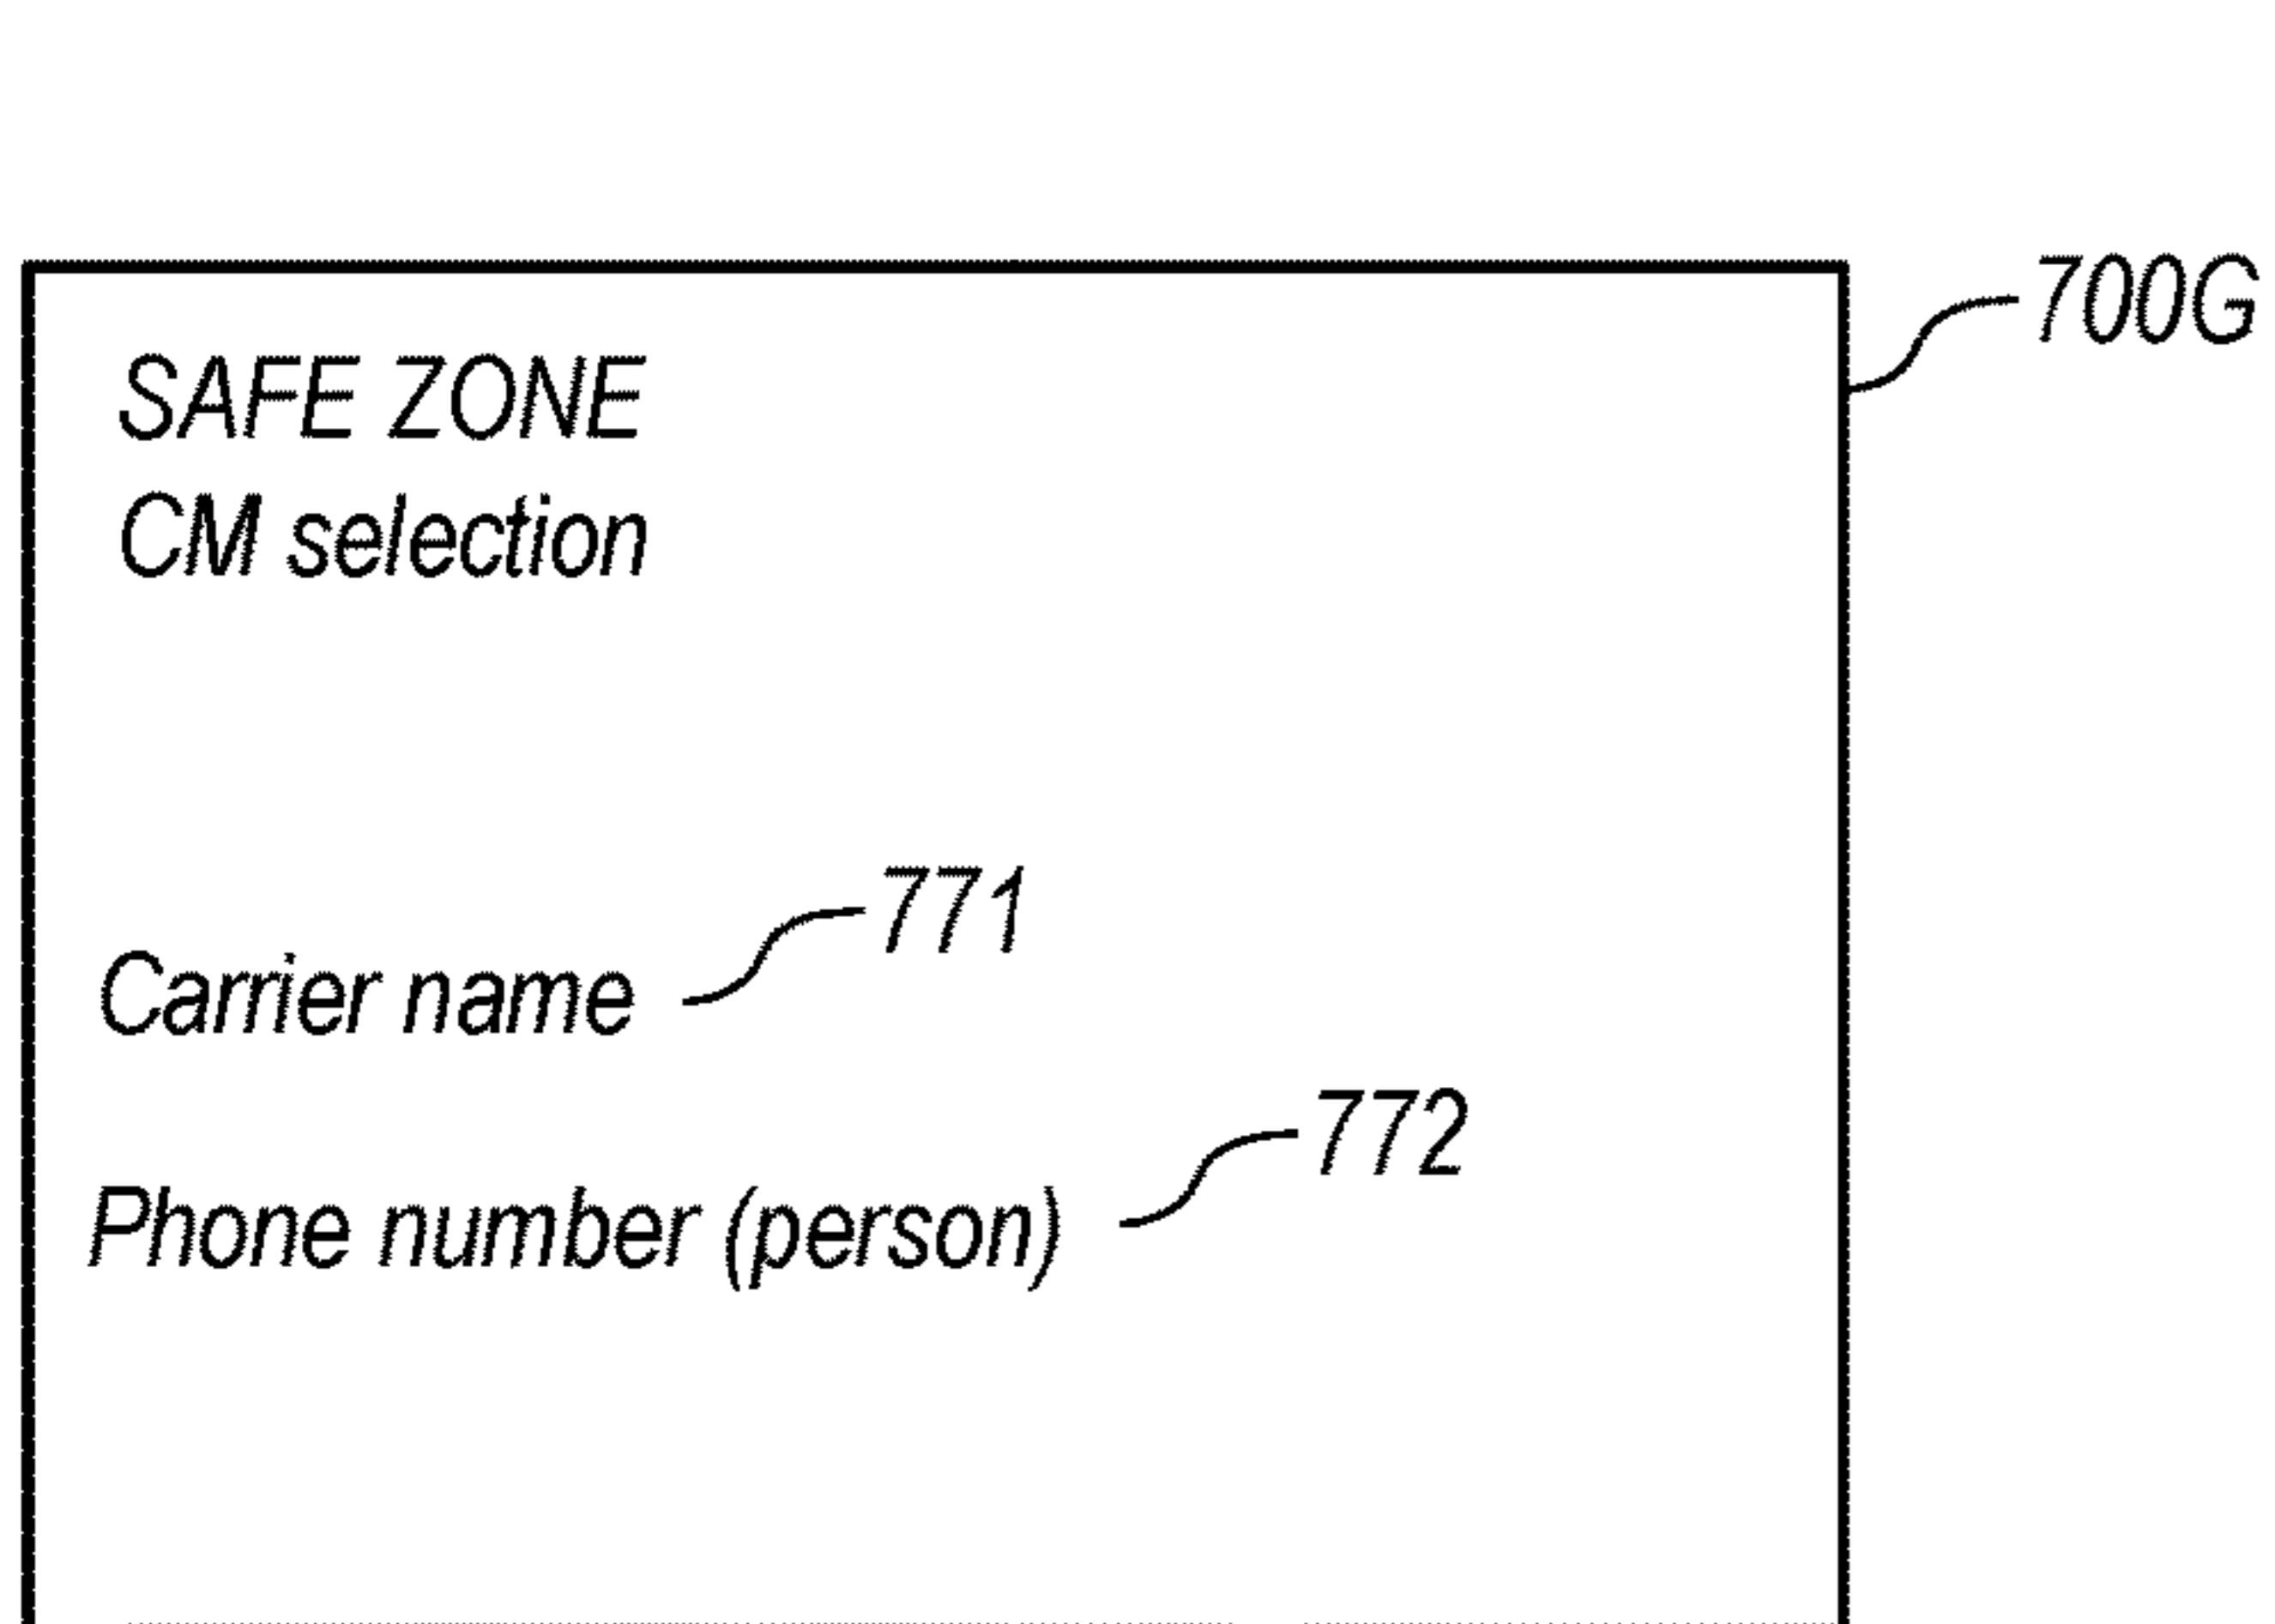 700G
SAFE ZONE
CM selection
771
Carrier name
772
Phone number (person)